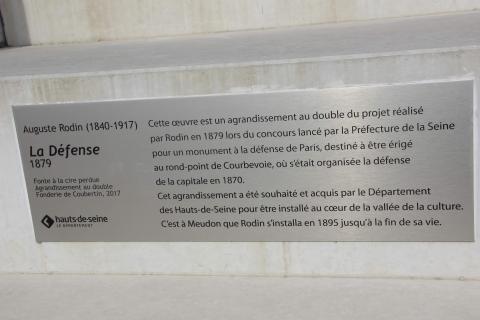 Auguste Rodin (1840-1917)
La Défense
1879
Fonte à la cire perdue
Agrandissement au double
Fonderie de Coubertin, 2017
hauts-de-seine
LE DÉPARTEMENT
Cette œuvre est un agrandissement au double du projet réalisé
par Rodin en 1879 lors du concours lancé par la Préfecture de la Seine
pour un monument à la défense de Paris, destiné à être érigé
au rond-point de Courbevoie, où s'était organisée la défense
de la capitale en 1870.
Cet agrandissement a été souhaité et acquis par le Département
des Hauts-de-Seine pour être installé au cœur de la vallée de la culture.
C'est à Meudon que Rodin s'installa en 1895 jusqu'à la fin de sa vie.